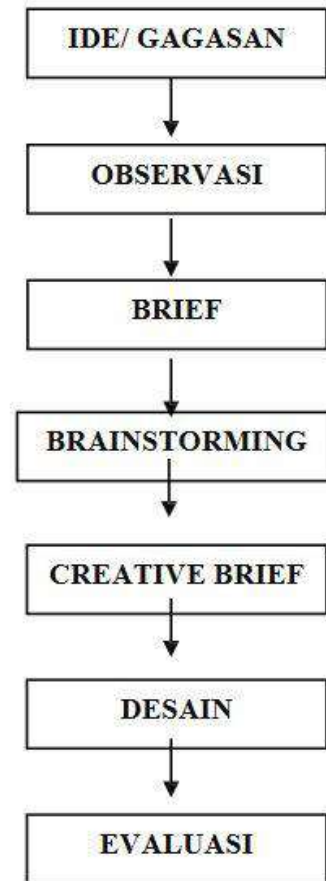 IDE/ GAGASAN
OBSERVASI
BRIEF
BRAINSTORMING
CREATIVE BRIEF
DESAIN
EVALUASI